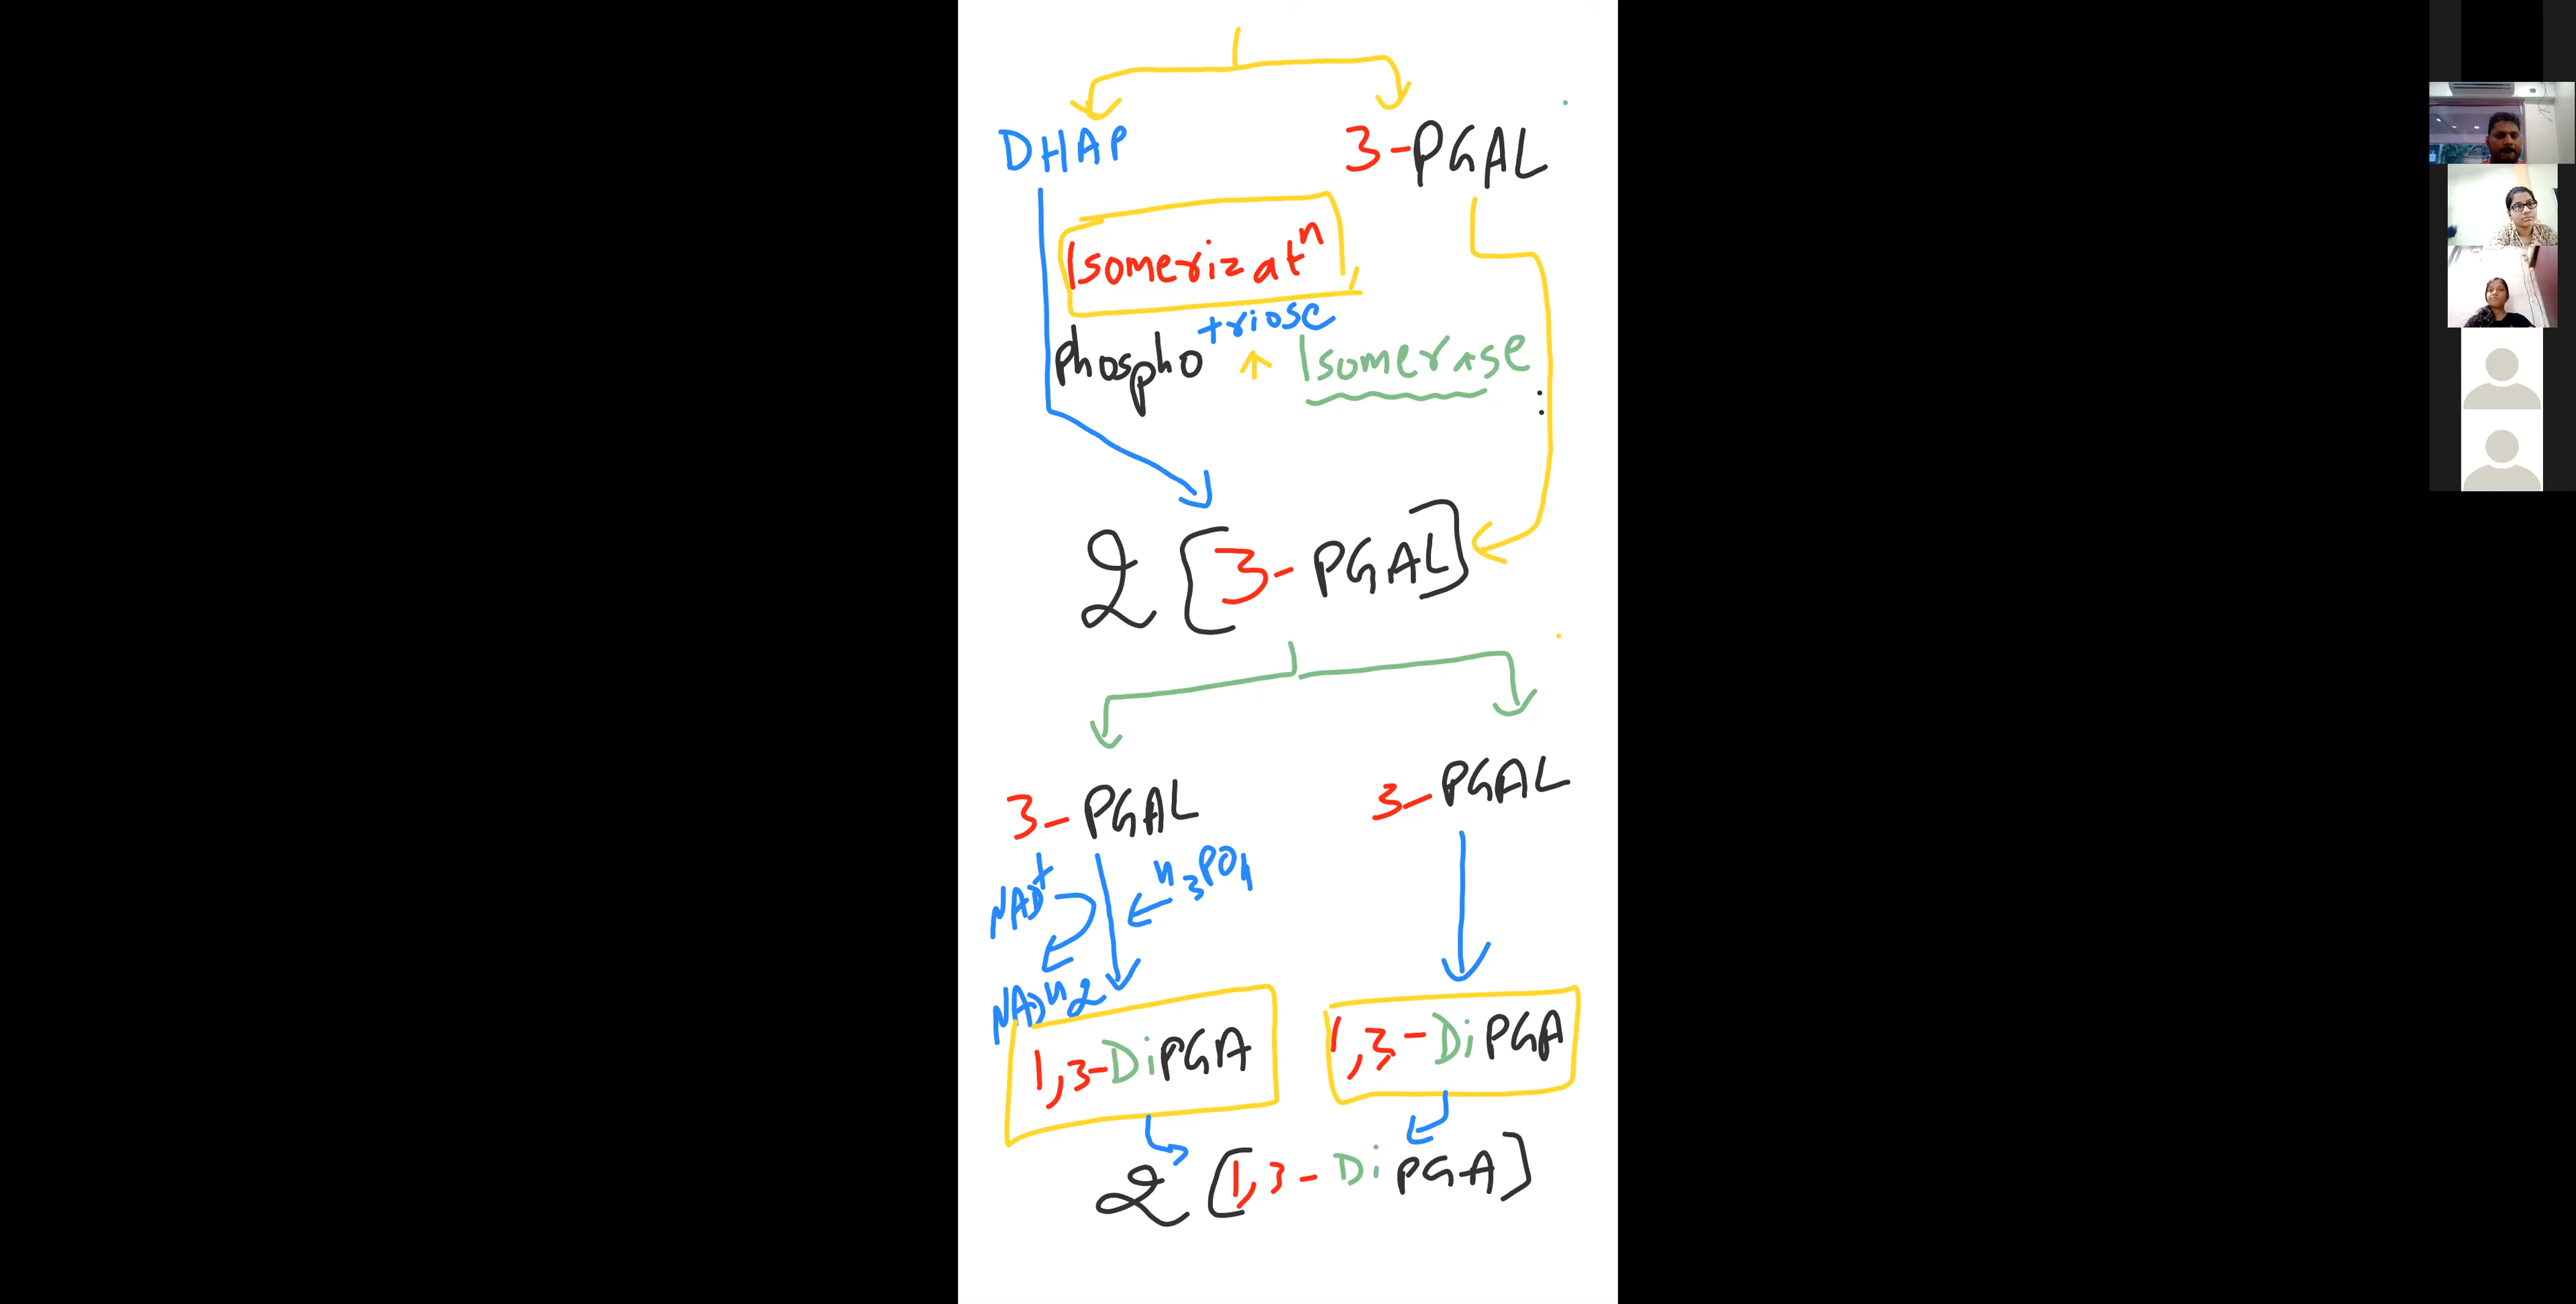 DHAP 3-PGAL
Isomerizatⁿ
phospho triose Isomerase
2 [3-PGAL]
3-PGAL 3-PGAL
NAD⁺ H₃PO₄
NADH₂
1,3-DiPGA 1,3-DiPGA
2 [1,3-DiPGA]